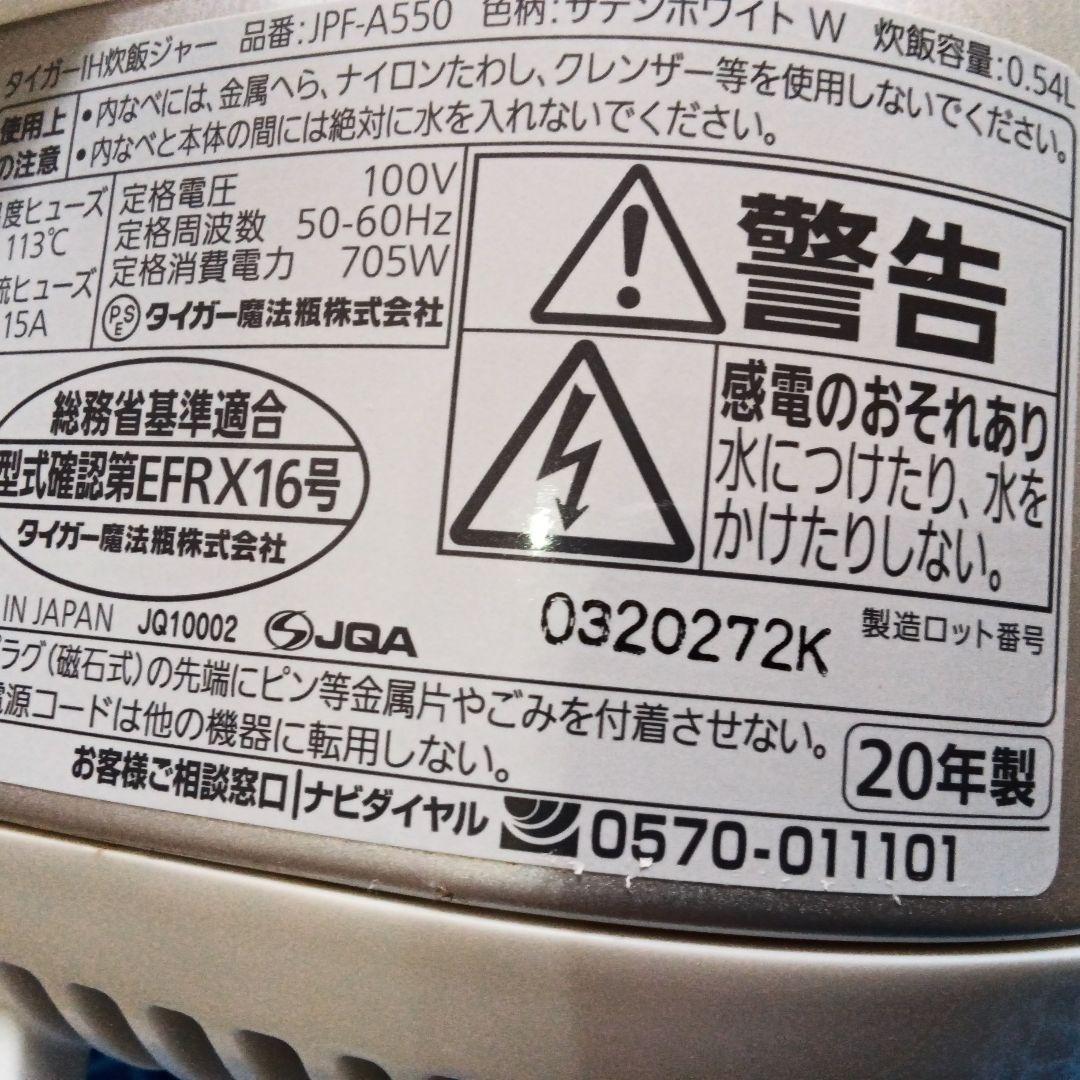 タイガーIH炊飯ジャー 品番:JPF-A550 色柄:サテンホワイト W 炊飯容量:0.54L
使用上の注意
•内なべには、金属へら、ナイロンたわし、クレンザー等を使用しないでください。
•内なべと本体の間には絶対に水を入れないでください。
度ヒューズ
113℃
流ヒューズ
15A
定格電圧 100V
定格周波数 50-60Hz
定格消費電力 705W
PSE タイガー魔法瓶株式会社
警告
感電のおそれあり
水につけたり、水を
かけたりしない。
総務省基準適合
型式確認第EFRX16号
タイガー魔法瓶株式会社
IN JAPAN JQ10002 JQA
0320272K 製造ロット番号
プラグ(磁石式)の先端にピン等金属片やごみを付着させない。
電源コードは他の機器に転用しない。
20年製
お客様ご相談窓口|ナビダイヤル 0570-011101